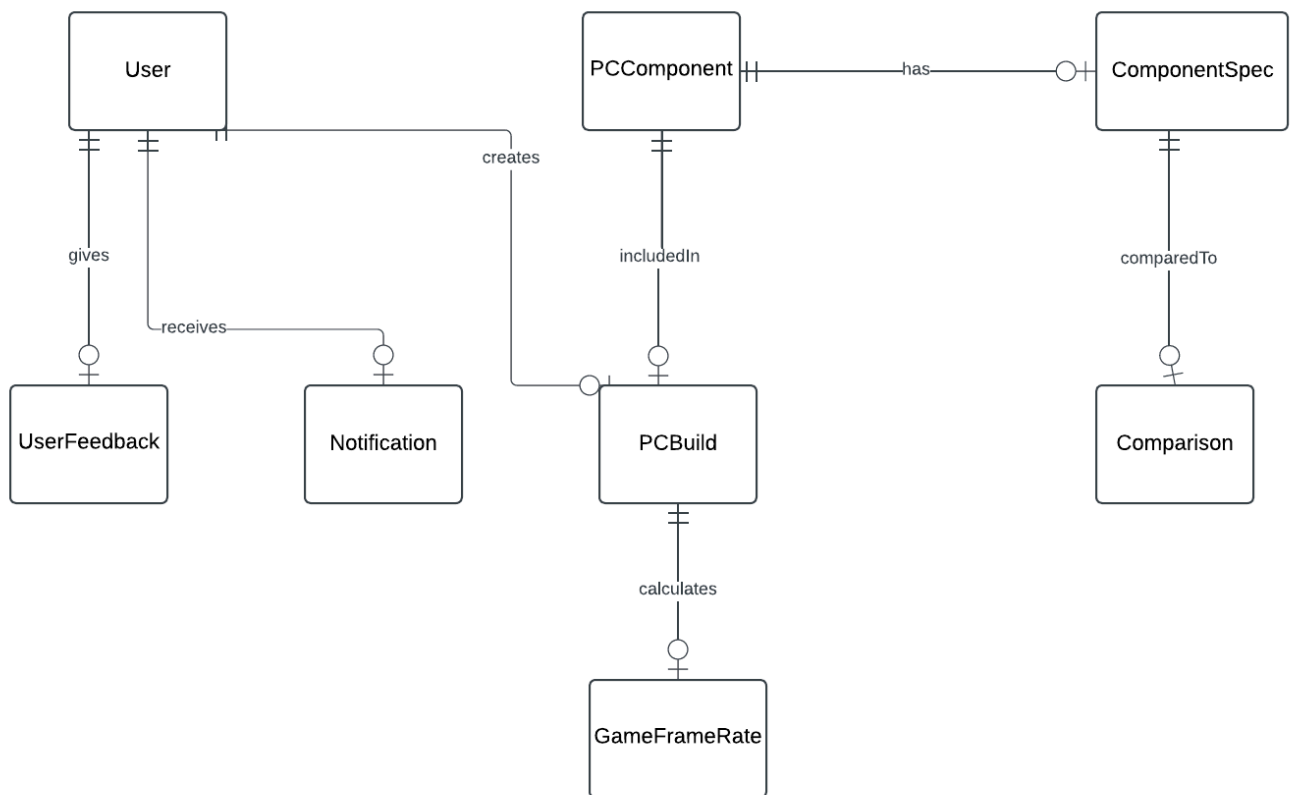 User
PCComponent
has
ComponentSpec
creates
gives
includedIn
comparedTo
receives
UserFeedback
Notification
PCBuild
Comparison
calculates
GameFrameRate